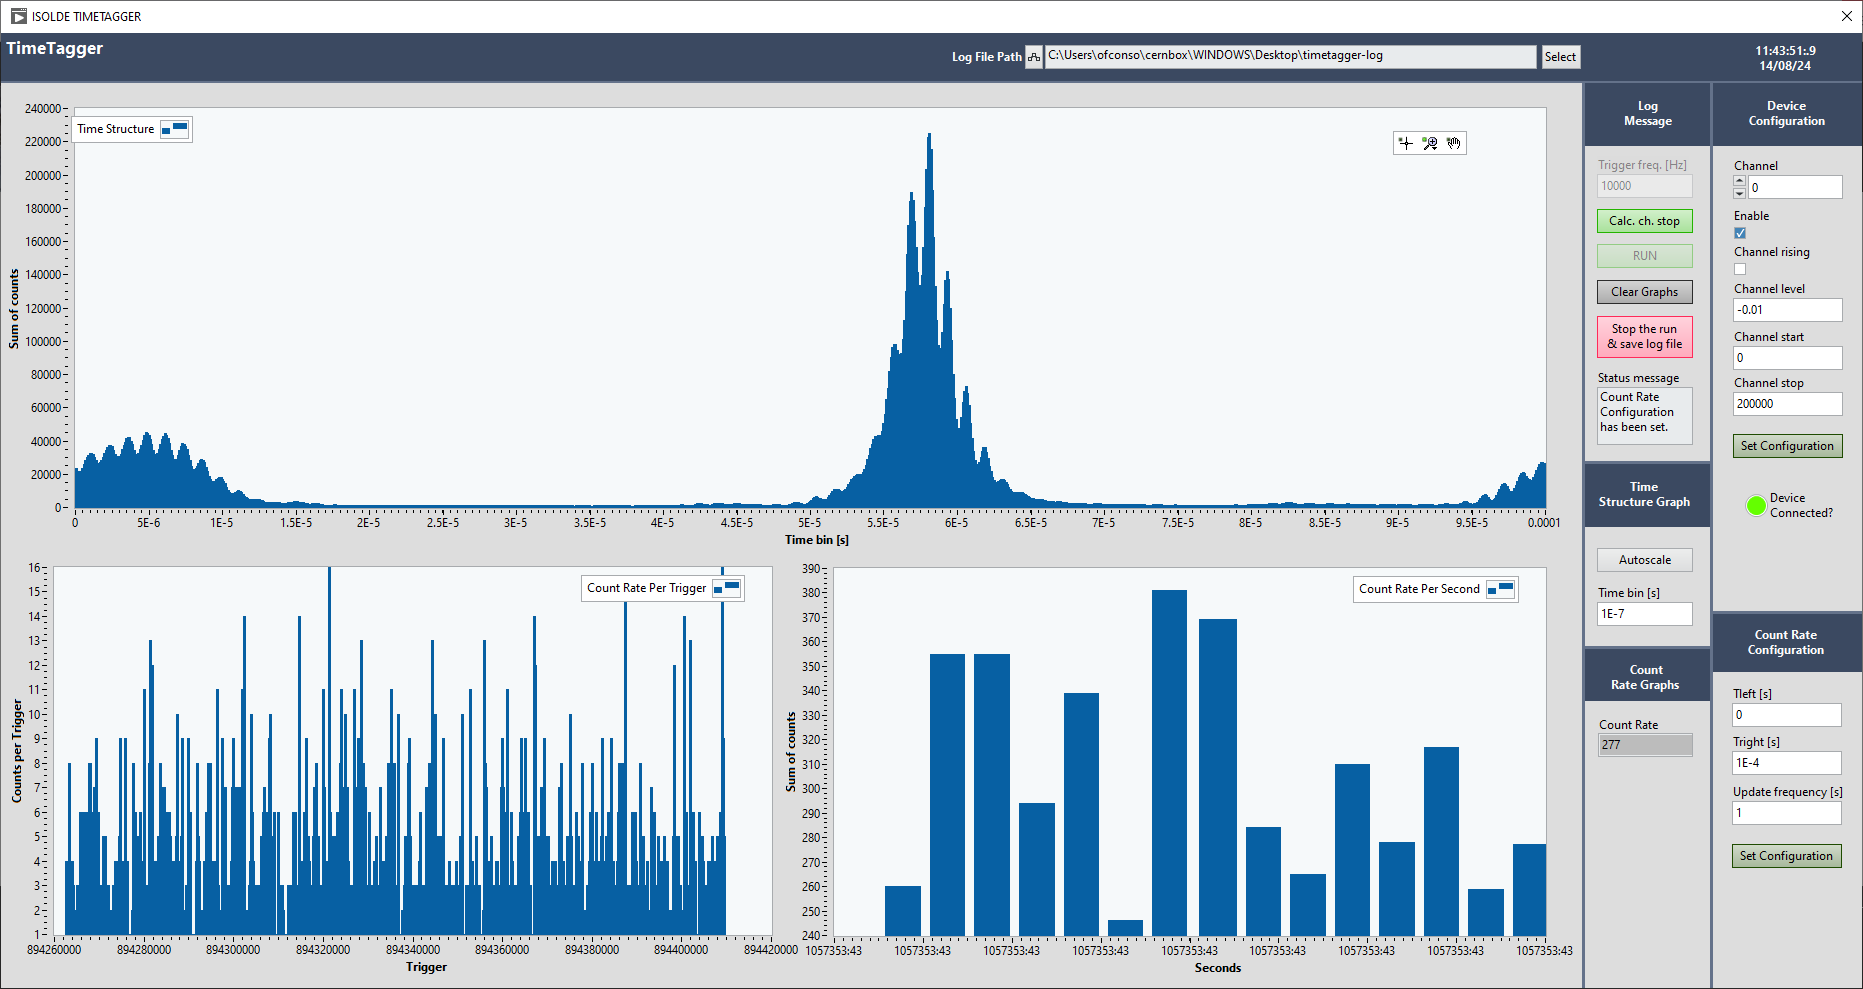 ISOLDE TIMETAGGER
TimeTagger
Log File Path
C:\Users\ofconso\cernbox\WINDOWS\Desktop\timetagger-log
Select
11:43:51:.9
14/08/24
240000
220000
200000
180000
160000
140000
120000
100000
80000
60000
40000
20000
0
Sum of counts
Time Structure
0
5E-6
1E-5
1.5E-5
2E-5
2.5E-5
3E-5
3.5E-5
4E-5
4.5E-5
5E-5
5.5E-5
6E-5
6.5E-5
7E-5
7.5E-5
8E-5
8.5E-5
9E-5
9.5E-5
0.0001
Time bin [s]
16
15
14
13
12
11
10
9
8
7
6
5
4
3
2
1
Counts per Trigger
Count Rate Per Trigger
894260000
894280000
894300000
894320000
894340000
894360000
894380000
894400000
894420000
Trigger
390
380
370
360
350
340
330
320
310
300
290
280
270
260
250
240
Sum of counts
Count Rate Per Second
1057353:43
1057353:43
1057353:43
1057353:43
1057353:43
1057353:43
1057353:43
1057353:43
1057353:43
Seconds
Log
Message
Trigger freq. [Hz]
10000
Calc. ch. stop
RUN
Clear Graphs
Stop the run
& save log file
Status message
Count Rate
Configuration
has been set.
Time
Structure Graph
Autoscale
Time bin [s]
1E-7
Count
Rate Graphs
Count Rate
277
Device
Configuration
Channel
0
Enable
Channel rising
Channel level
-0.01
Channel start
0
Channel stop
200000
Set Configuration
Device
Connected?
Count Rate
Configuration
Tleft [s]
0
Tright [s]
1E-4
Update frequency [s]
1
Set Configuration